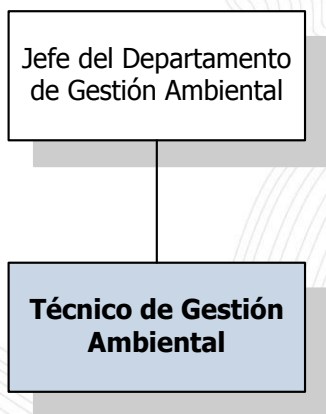 Jefe del Departamento
de Gestión Ambiental
Técnico de Gestión
Ambiental